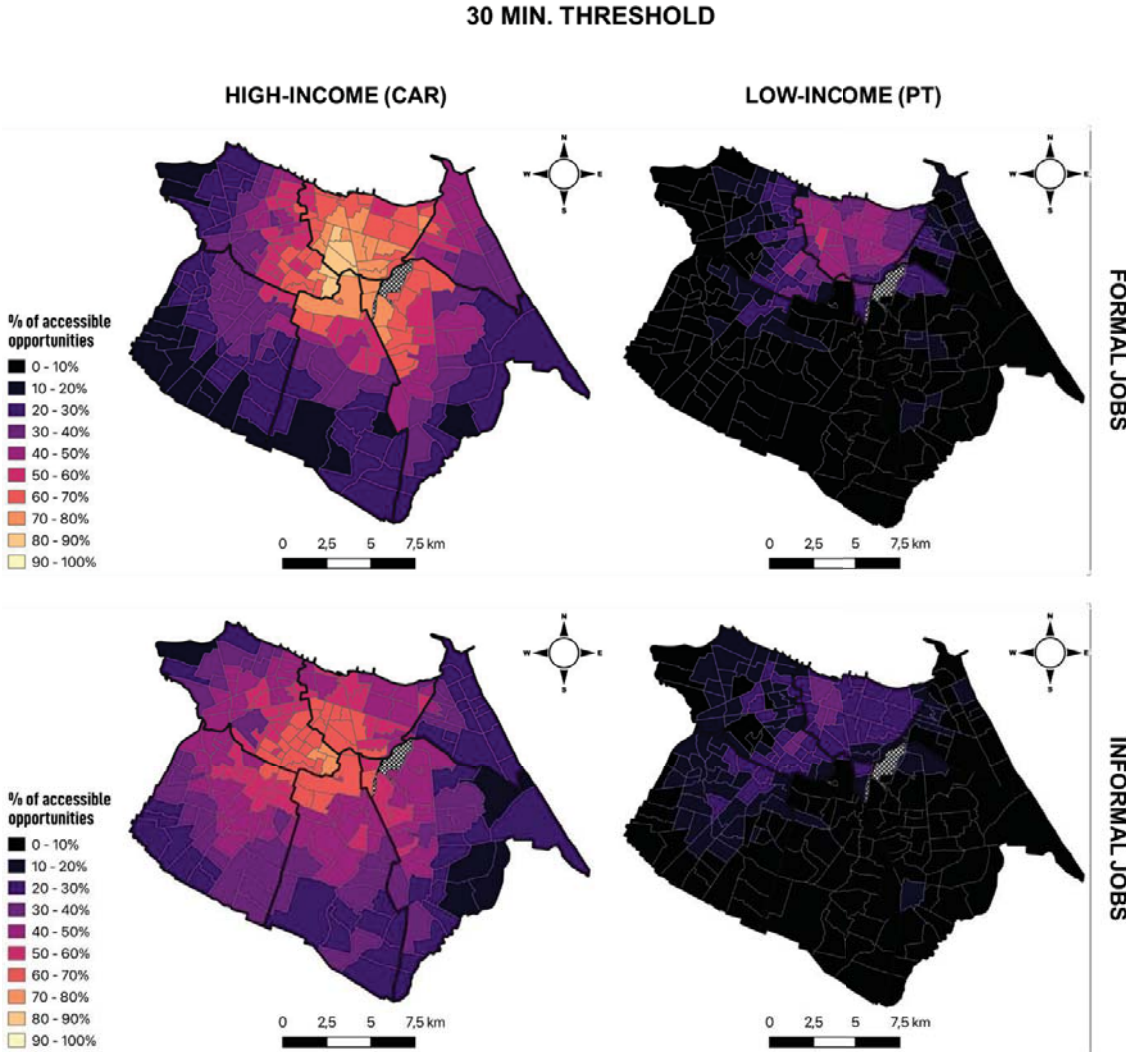 30 MIN. THRESHOLD
HIGH-INCOME (CAR)
LOW-INCOME (PT)
N
W
E
S
N
W
E
S
% of accessible
opportunities
0 - 10%
10 - 20%
20 - 30%
30 - 40%
40 - 50%
50 - 60%
60 - 70%
70 - 80%
80 - 90%
90 - 100%
0 2,5 5 7,5 km
0 2,5 5 7,5 km
FORMAL JOBS
N
W
E
S
N
W
E
S
% of accessible
opportunities
0 - 10%
10 - 20%
20 - 30%
30 - 40%
40 - 50%
50 - 60%
60 - 70%
70 - 80%
80 - 90%
90 - 100%
0 2,5 5 7,5 km
0 2,5 5 7,5 km
INFORMAL JOBS